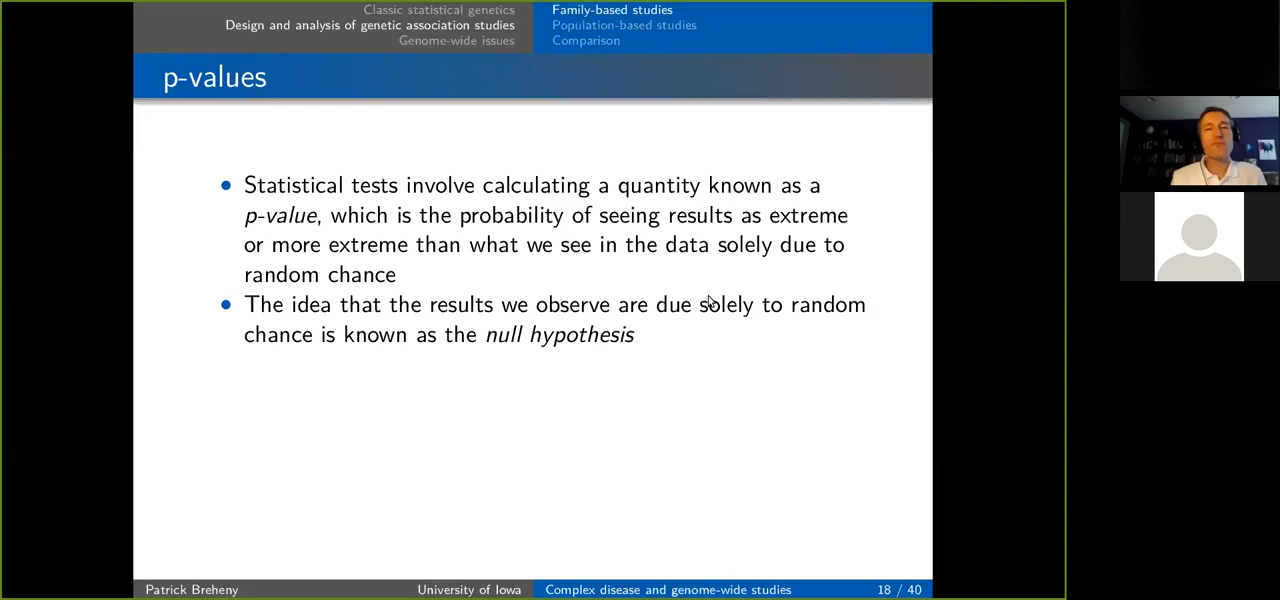 Classic statistical genetics
Design and analysis of genetic association studies
Genome-wide issues
Family-based studies
Population-based studies
Comparison
p-values
Statistical tests involve calculating a quantity known as a
p-value, which is the probability of seeing results as extreme
or more extreme than what we see in the data solely due to
random chance
The idea that the results we observe are due solely to random
chance is known as the null hypothesis
Patrick Breheny
University of Iowa
Complex disease and genome-wide studies
18 / 40